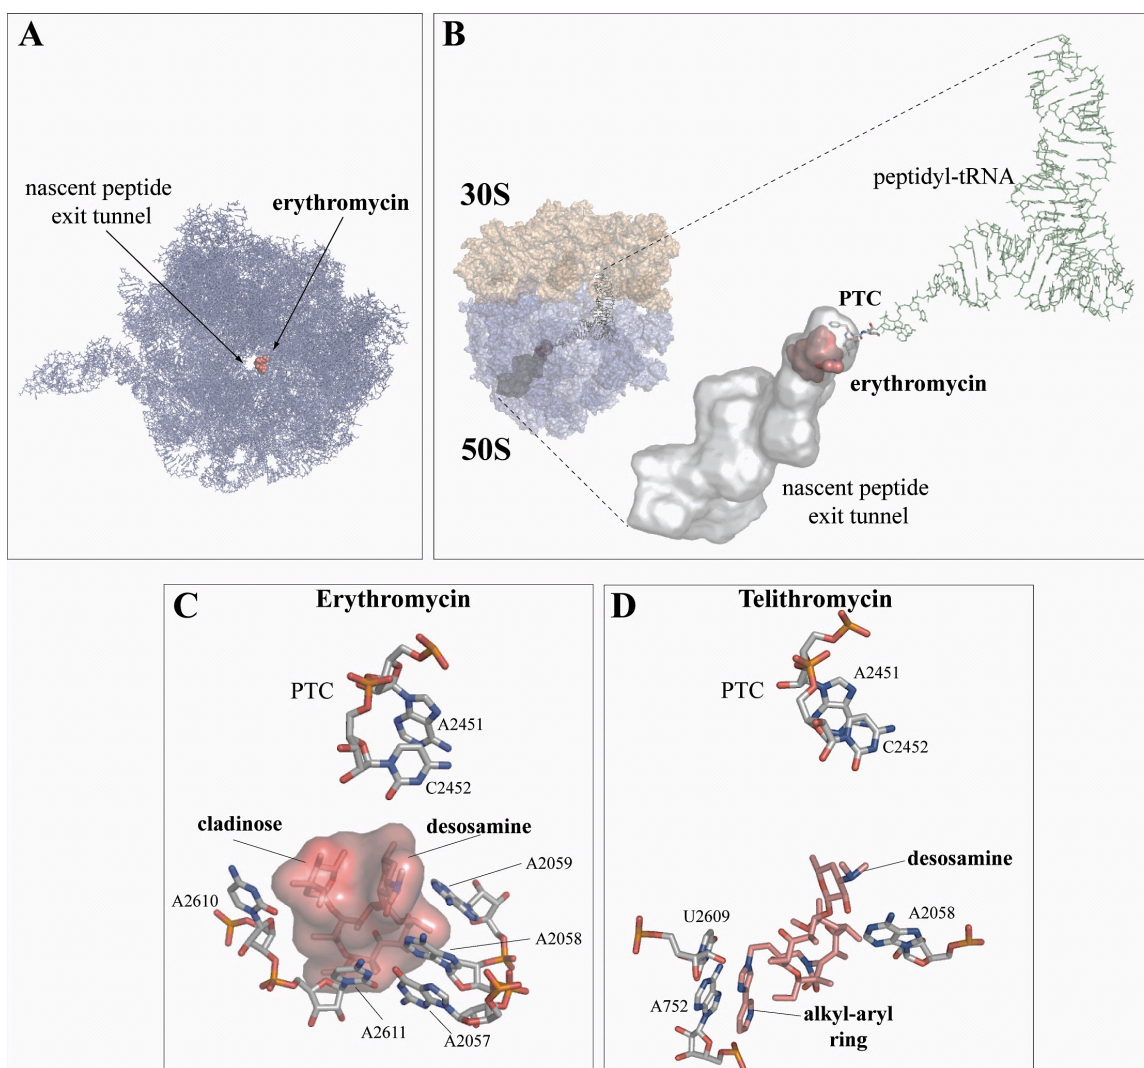 A
nascent peptide
exit tunnel
erythromycin
B
30S
50S
peptidyl-tRNA
PTC
erythromycin
nascent peptide
exit tunnel
C
Erythromycin
PTC
A2451
C2452
cladinose
desosamine
A2059
A2610
A2058
A2611
A2057
D
Telithromycin
PTC
A2451
C2452
desosamine
U2609
A2058
A752
alkyl-aryl
ring